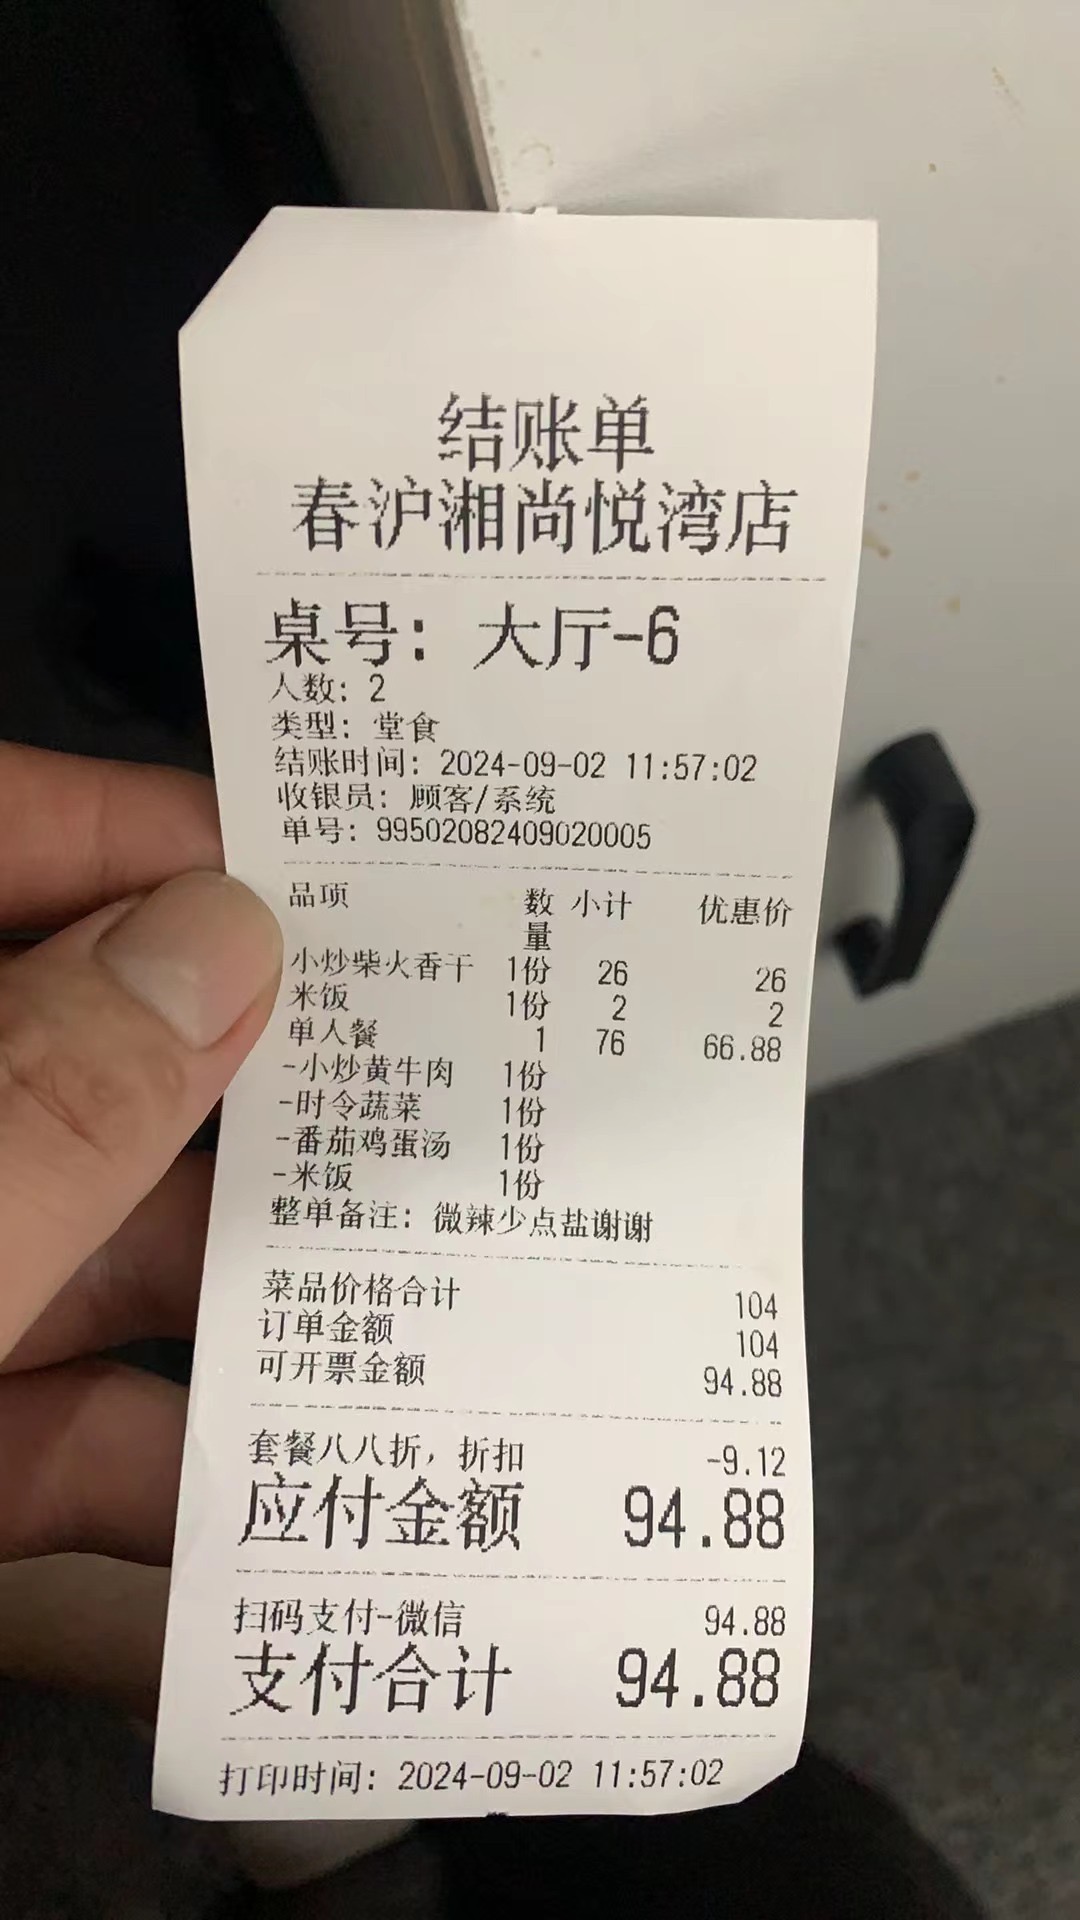 结账单
春沪湘尚悦湾店
桌号: 大厅-6
人数: 2
类型: 堂食
结账时间: 2024-09-02 11:57:02
收银员: 顾客/系统
单号: 99502082409020005
品项 数量 小计 优惠价
小炒柴火香干 1份 26 26
米饭 1份 2 2
单人餐 1 76 66.88
-小炒黄牛肉 1份
-时令蔬菜 1份
-番茄鸡蛋汤 1份
-米饭 1份
整单备注: 微辣少点盐谢谢
菜品价格合计 104
订单金额 104
可开票金额 94.88
套餐八八折, 折扣 -9.12
应付金额 94.88
扫码支付-微信 94.88
支付合计 94.88
打印时间: 2024-09-02 11:57:02